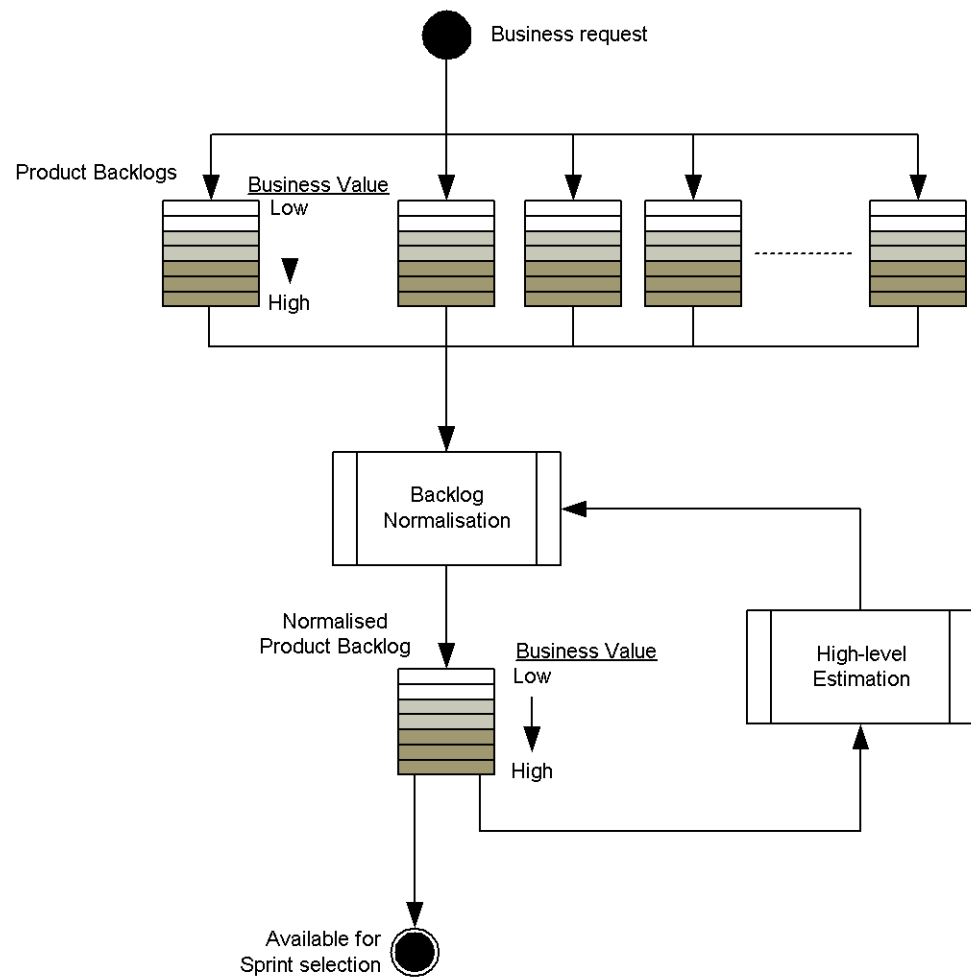 Business request
Product Backlogs
Business Value
Low
High
Backlog
Normalisation
Normalised
Product Backlog
Business Value
Low
High
High-level
Estimation
Available for
Sprint selection